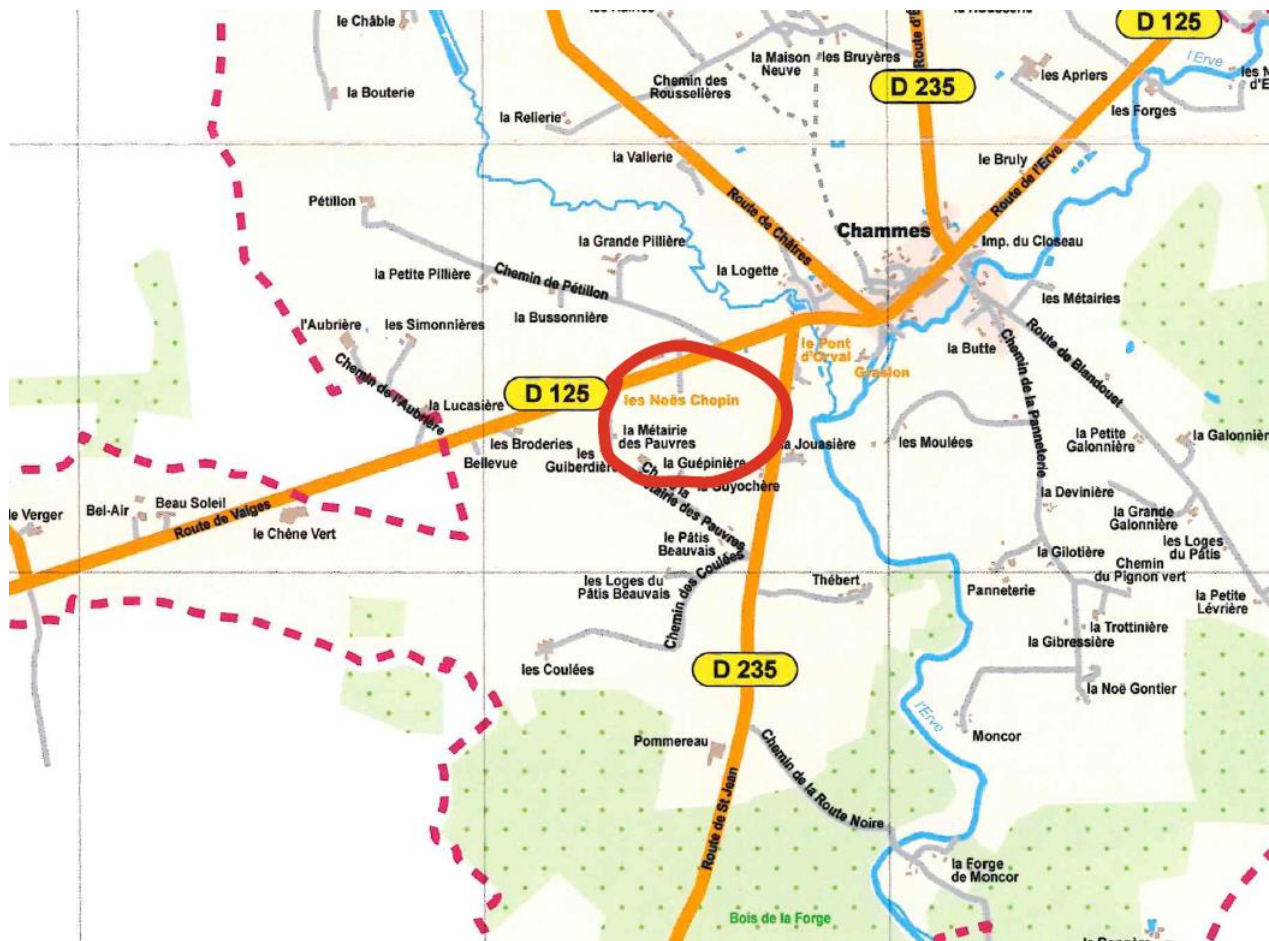 le Châble
la Maison
Neuve
les Bruyères
Route d'E
D 125
l'Erve
la Bouterie
Chemin des
Rousselières
D 235
les Apriers
les N
d'E
les Forges
la Relierie
la Vallerie
le Bruly
Route de l'Erve
Pétillon
Route de Châtres
Chammes
Imp. du Closeau
la Grande Pillière
la Petite Pillière
Chemin de Pétillon
la Logette
les Métairies
la Bussonnière
l'Aubrière
les Simonnières
le Pont
d'Orval
Graslon
la Butte
Route de Blandouet
Chemin de la Panneterie
Chemin de l'Aubrière
D 125
les Noës Chopin
la Lucasière
la Métairie
des Pauvres
les Broderies
Bellevue
les
Guiberdière
la Guépinière
la Jouasière
les Moulées
la Petite
Galonnière
la Galonnière
la Guyochère
tairie des Pauvres
le Verger
Bel-Air
Beau Soleil
Route de Vaiges
le Chêne Vert
la Devinière
la Grande
Galonnière
le Pâtis
Beauvais
les Loges
du Pâtis
la Gilotière
les Loges du
Pâtis Beauvais
Chemin des Coulées
Thébert
Panneterie
Chemin
du Pignon vert
la Petite
Lévrière
la Trottinière
la Gibressière
les Coulées
D 235
la Noë Gontier
l'Erve
Moncor
Pommereau
Chemin de la Route Noire
Route de St Jean
la Forge
de Moncor
Bois de la Forge